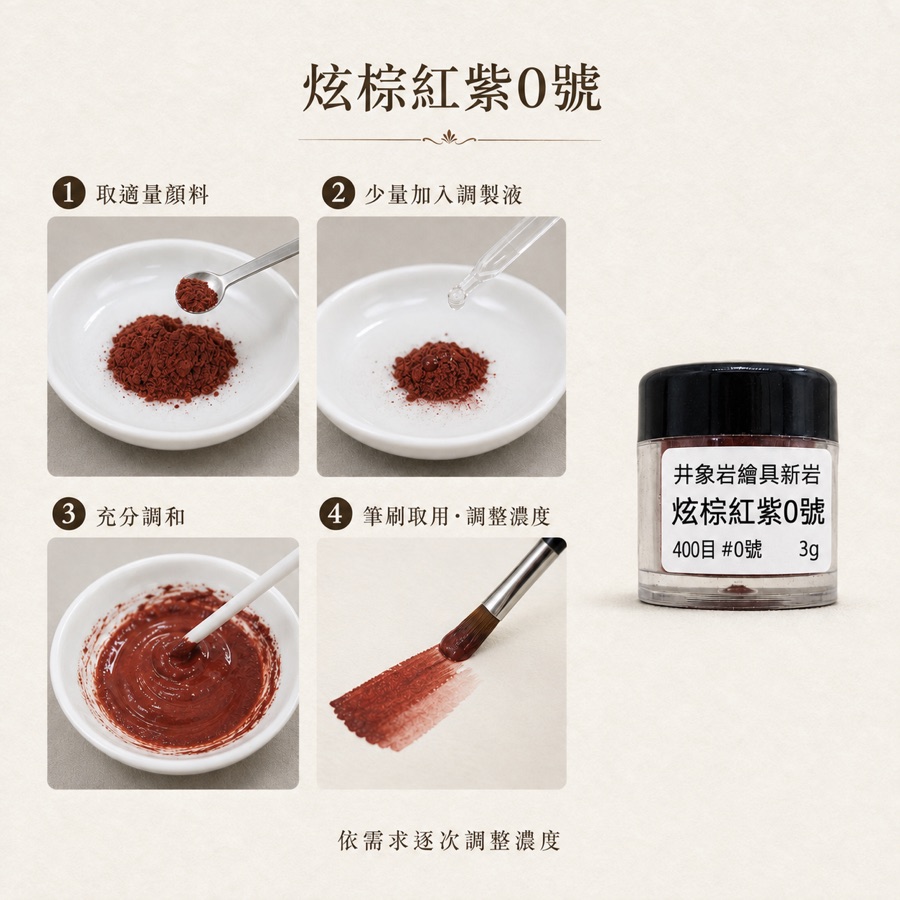 炫棕紅紫0號
1 取適量顏料
2 少量加入調製液
3 充分調和
4 筆刷取用·調整濃度
井象岩繪具新岩
炫棕紅紫0號
400目 #0號 3g
依需求逐次調整濃度